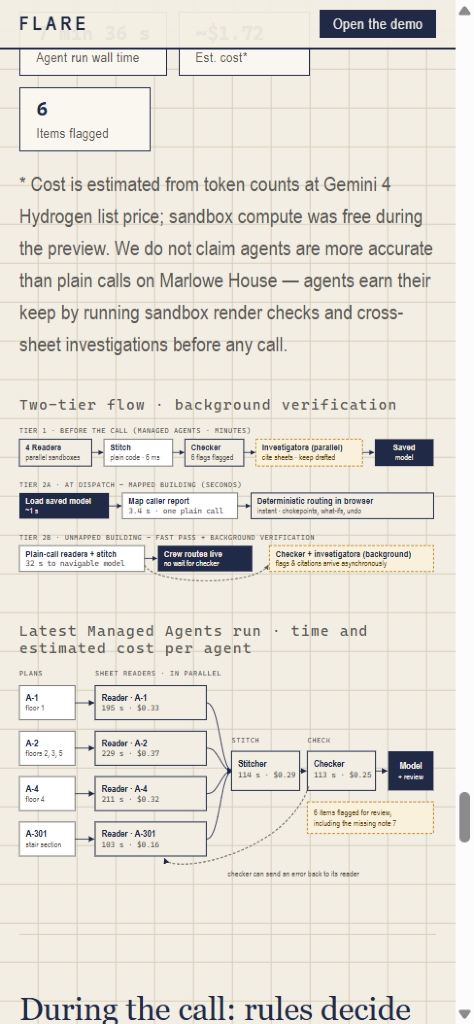 FLARE
Open the demo
7 min 36 s
~$1.72
Agent run wall time
Est. cost*
6
Items flagged
* Cost is estimated from token counts at Gemini 4
Hydrogen list price; sandbox compute was free during
the preview. We do not claim agents are more accurate
than plain calls on Marlowe House — agents earn their
keep by running sandbox render checks and cross-
sheet investigations before any call.
Two-tier flow · background verification
TIER 1 · BEFORE THE CALL (MANAGED AGENTS · MINUTES)
4 Readers
parallel sandboxes
Stitch
plain code · 5 ms
Checker
6 flags flagged
Investigators (parallel)
cite sheets · keep drafted
Saved
model
TIER 2A · AT DISPATCH — MAPPED BUILDING (SECONDS)
Load saved model
~1 s
Map caller report
3.4 s · one plain call
Deterministic routing in browser
instant · chokepoints, what-ifs, undo
TIER 2B · UNMAPPED BUILDING — FAST PASS + BACKGROUND VERIFICATION
Plain-call readers + stitch
32 s to navigable model
Crew routes live
no wait for checker
Checker + investigators (background)
flags & citations arrive asynchronously
Latest Managed Agents run · time and
estimated cost per agent
PLANS
SHEET READERS · IN PARALLEL
A-1
floor 1
Reader · A-1
195 s · $0.33
A-2
floors 2, 3, 5
Reader · A-2
229 s · $0.37
A-4
floor 4
Reader · A-4
211 s · $0.32
A-301
stair section
Reader · A-301
103 s · $0.16
STITCH
Stitcher
114 s · $0.29
CHECK
Checker
113 s · $0.25
Model
+ review
6 items flagged for review,
including the missing note 7
checker can send an error back to its reader
During the call: rules decide